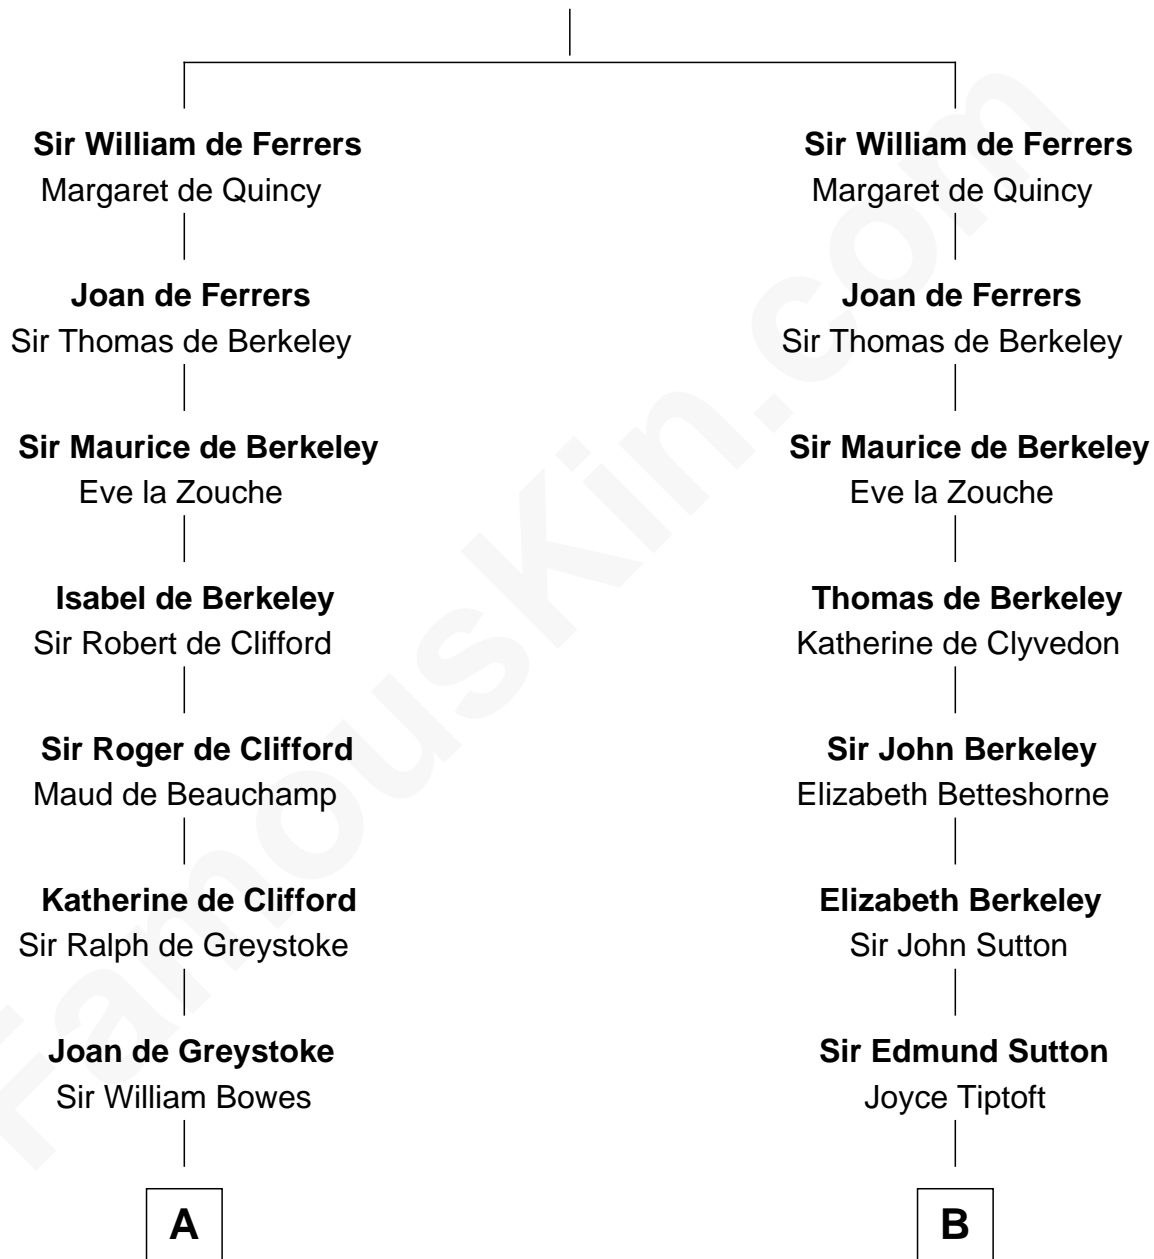 Sir William de Ferrers
Margaret de Quincy
Joan de Ferrers
Sir Thomas de Berkeley
Sir Maurice de Berkeley
Eve la Zouche
Isabel de Berkeley
Sir Robert de Clifford
Sir Roger de Clifford
Maud de Beauchamp
Katherine de Clifford
Sir Ralph de Greystoke
Joan de Greystoke
Sir William Bowes
A
Sir William de Ferrers
Margaret de Quincy
Joan de Ferrers
Sir Thomas de Berkeley
Sir Maurice de Berkeley
Eve la Zouche
Thomas de Berkeley
Katherine de Clyvedon
Sir John Berkeley
Elizabeth Betteshorne
Elizabeth Berkeley
Sir John Sutton
Sir Edmund Sutton
Joyce Tiptoft
B
FamousKin.com